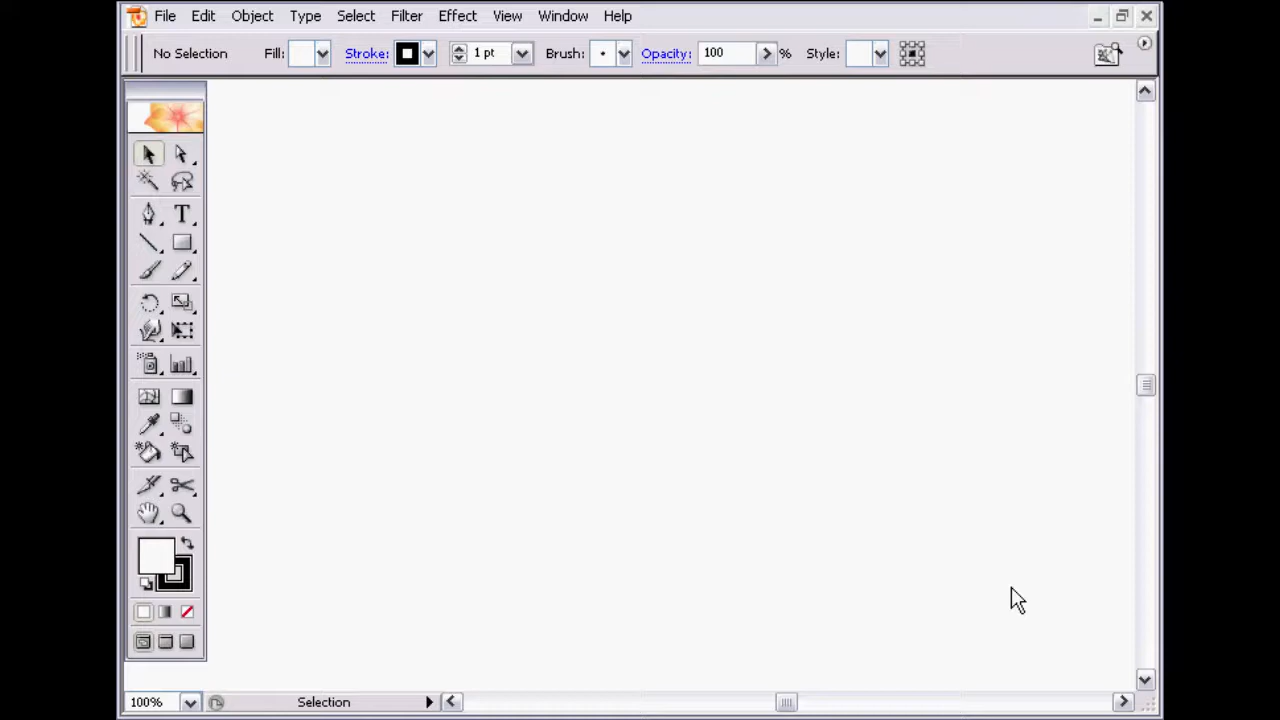 File Edit Object Type Select Filter Effect View Window Help
No Selection Fill: Stroke: 1 pt Brush: Opacity: 100 % Style:
T
100% Selection